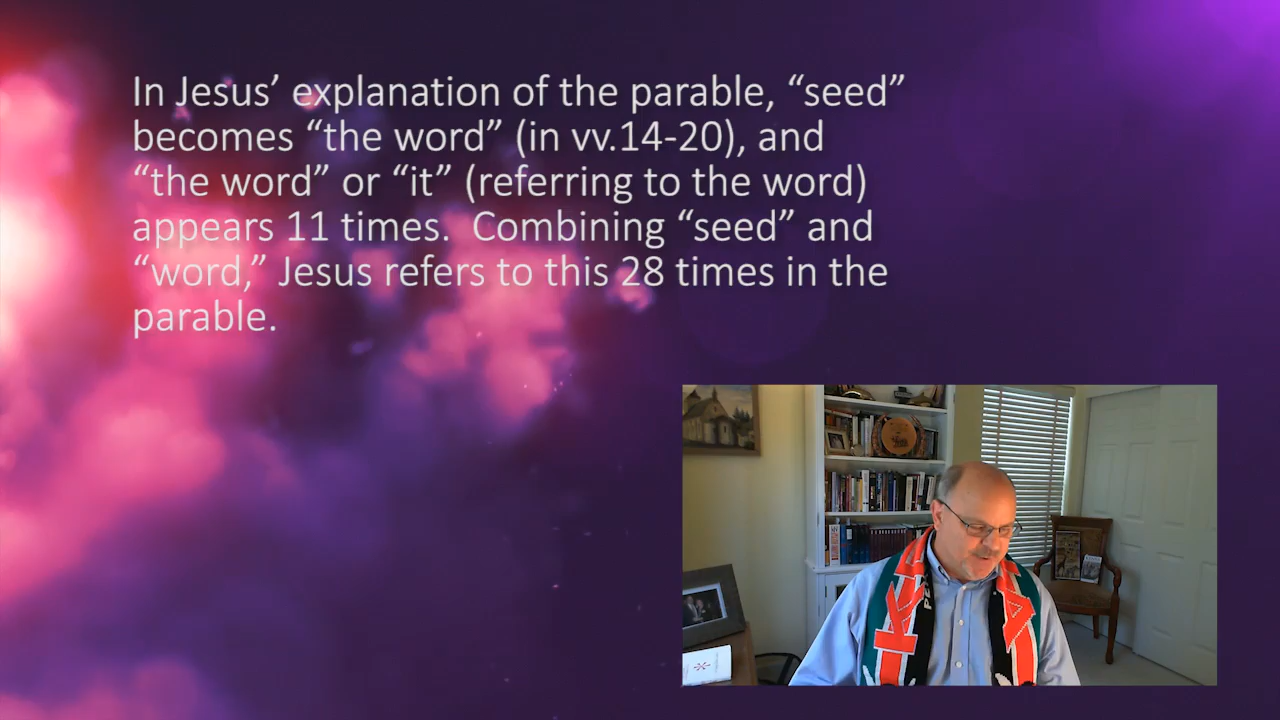 In Jesus’ explanation of the parable, “seed”
becomes “the word” (in vv.14-20), and
“the word” or “it” (referring to the word)
appears 11 times.  Combining “seed” and
“word,” Jesus refers to this 28 times in the
parable.